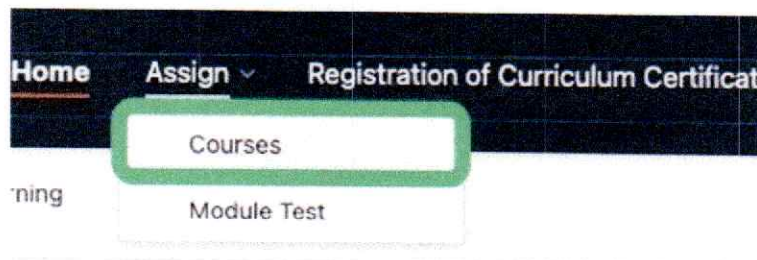 Home Assign Registration of Curriculum Certificat
Courses
ning
Module Test